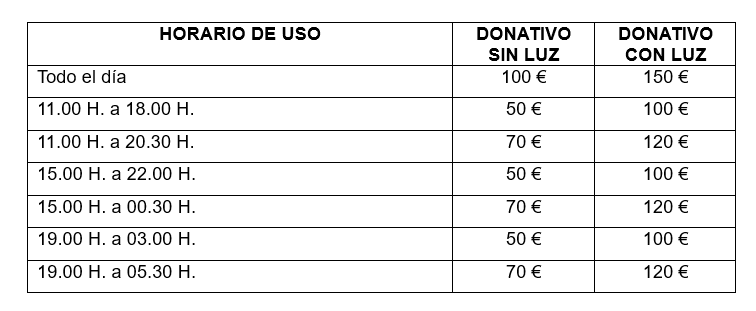 HORARIO DE USO DONATIVO SIN LUZ DONATIVO CON LUZ
Todo el día 100 € 150 €
11.00 H. a 18.00 H. 50 € 100 €
11.00 H. a 20.30 H. 70 € 120 €
15.00 H. a 22.00 H. 50 € 100 €
15.00 H. a 00.30 H. 70 € 120 €
19.00 H. a 03.00 H. 50 € 100 €
19.00 H. a 05.30 H. 70 € 120 €